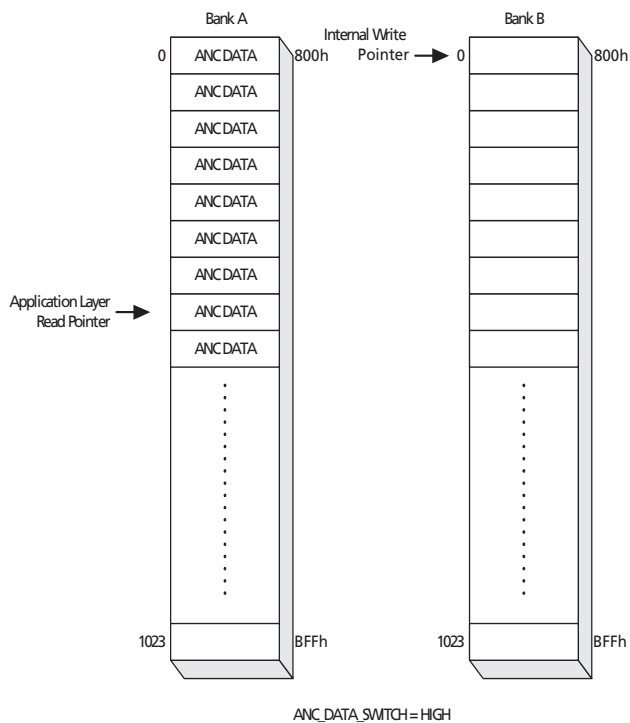 Bank A
Bank B
Internal Write
Pointer
0
ANC DATA
800h
0
800h
ANC DATA
ANC DATA
ANC DATA
ANC DATA
ANC DATA
ANC DATA
Application Layer
Read Pointer
ANC DATA
ANC DATA
1023
BFFh
1023
BFFh
ANC_DATA_SWITCH = HIGH